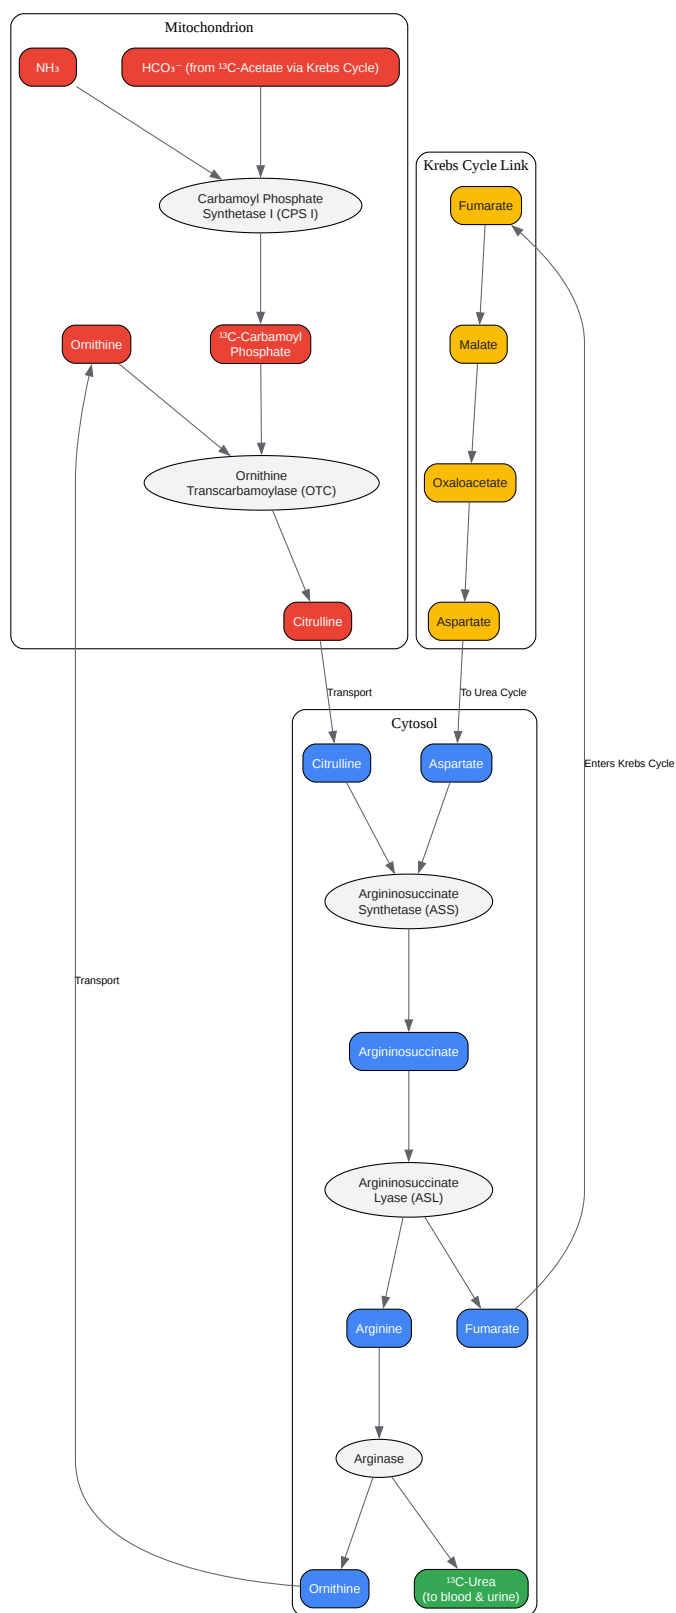 Mitochondrion
NH₃
HCO₃⁻ (from ¹³C-Acetate via Krebs Cycle)
Carbamoyl Phosphate
Synthetase I (CPS I)
Ornithine
¹³C-Carbamoyl
Phosphate
Ornithine
Transcarbamoylase (OTC)
Citrulline
Krebs Cycle Link
Fumarate
Malate
Oxaloacetate
Aspartate
Transport
To Urea Cycle
Cytosol
Citrulline
Aspartate
Enters Krebs Cycle
Argininosuccinate
Synthetase (ASS)
Transport
Argininosuccinate
Argininosuccinate
Lyase (ASL)
Arginine
Fumarate
Arginase
Ornithine
¹³C-Urea
(to blood & urine)